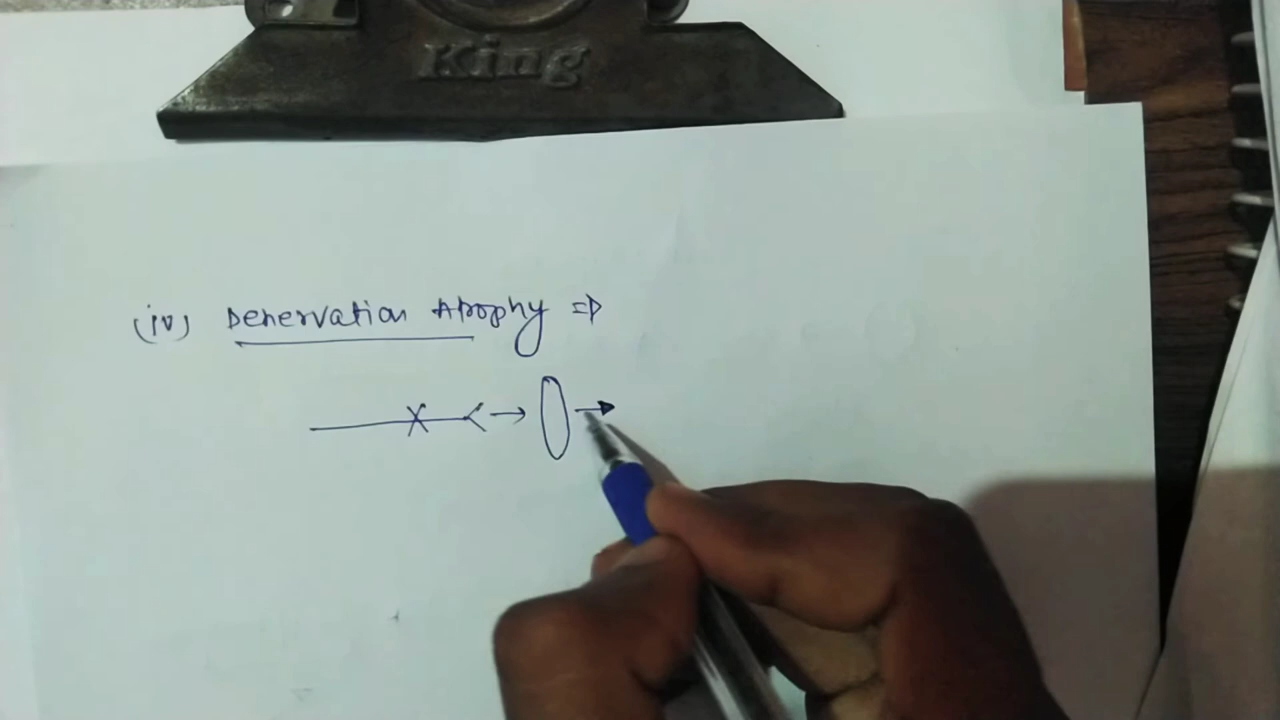 King
(iv) Denervation Atrophy ⇒